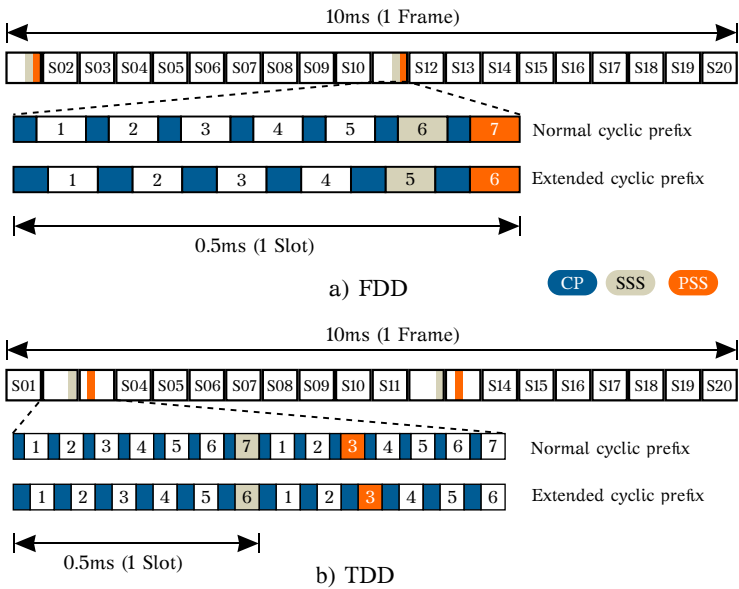 10ms (1 Frame)
S02 S03 S04 S05 S06 S07 S08 S09 S10 S12 S13 S14 S15 S16 S17 S18 S19 S20
1 2 3 4 5 6 7 Normal cyclic prefix
1 2 3 4 5 6 Extended cyclic prefix
0.5ms (1 Slot)
a) FDD
CP SSS PSS
10ms (1 Frame)
S01 S04 S05 S06 S07 S08 S09 S10 S11 S14 S15 S16 S17 S18 S19 S20
1 2 3 4 5 6 7 1 2 3 4 5 6 7 Normal cyclic prefix
1 2 3 4 5 6 1 2 3 4 5 6 Extended cyclic prefix
0.5ms (1 Slot)
b) TDD